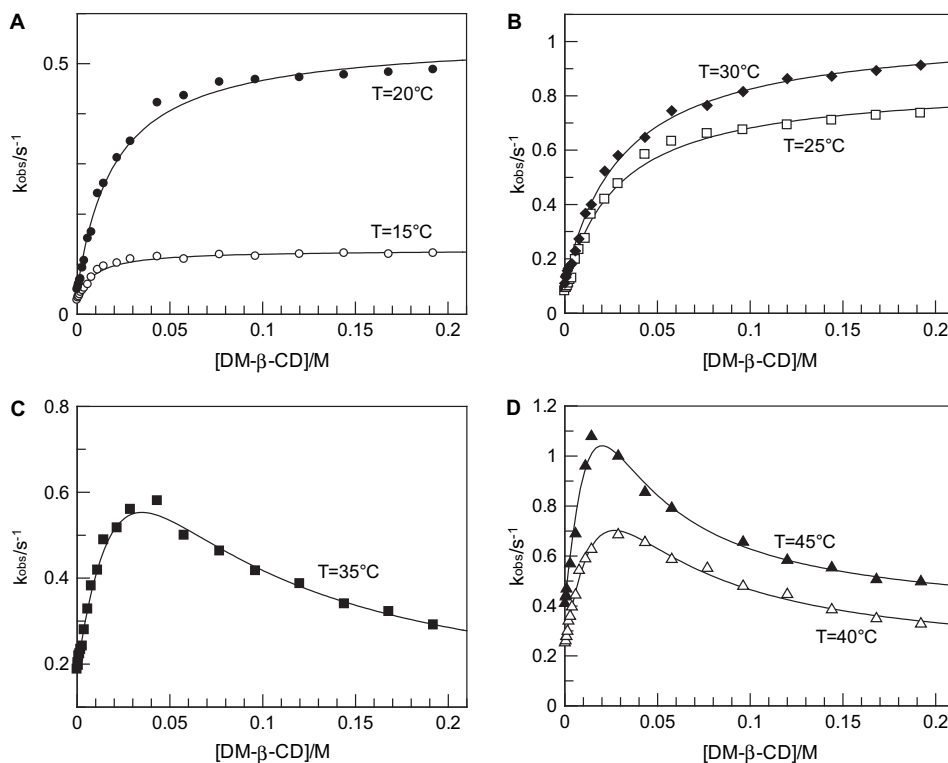 A
kobs/s⁻¹
0.5
0
T=20°C
T=15°C
0 0.05 0.1 0.15 0.2
[DM-β-CD]/M
B
kobs/s⁻¹
1
0.8
0.6
0.4
0.2
0
T=30°C
T=25°C
0 0.05 0.1 0.15 0.2
[DM-β-CD]/M
C
kobs/s⁻¹
0.8
0.6
0.4
0.2
T=35°C
0 0.05 0.1 0.15 0.2
[DM-β-CD]/M
D
kobs/s⁻¹
1.2
1
0.8
0.6
0.4
0.2
0
T=45°C
T=40°C
0 0.05 0.1 0.15 0.2
[DM-β-CD]/M